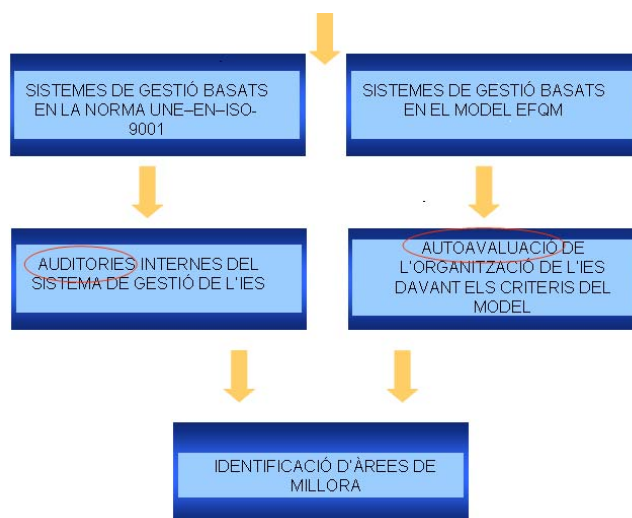 SISTEMES DE GESTIÓ BASATS
EN LA NORMA UNE–EN–ISO-
9001
SISTEMES DE GESTIÓ BASATS
EN EL MODEL EFQM
AUDITORIES INTERNES DEL
SISTEMA DE GESTIÓ DE L'IES
AUTOAVALUACIÓ DE
L'ORGANITZACIÓ DE L'IES
DAVANT ELS CRITERIS DEL
MODEL
IDENTIFICACIÓ D'ÀREES DE
MILLORA